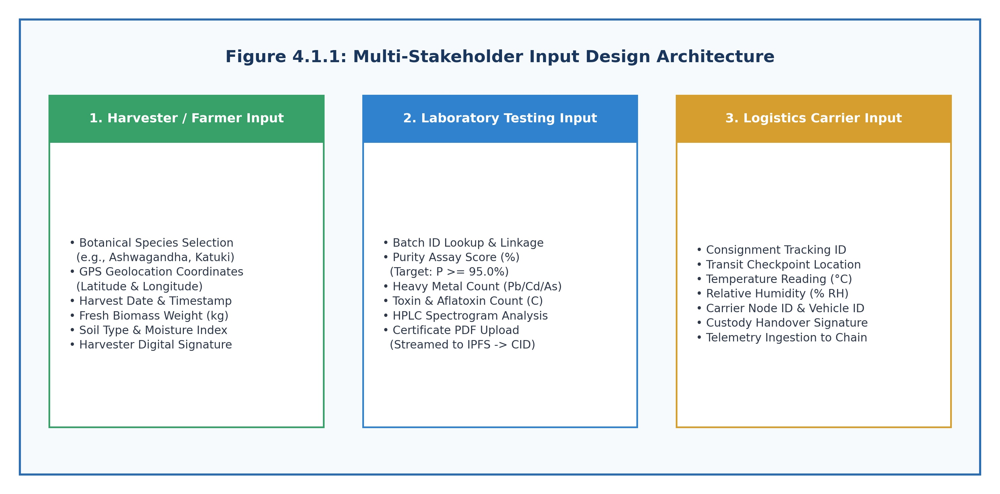 Figure 4.1.1: Multi-Stakeholder Input Design Architecture
1. Harvester / Farmer Input
• Botanical Species Selection
(e.g., Ashwagandha, Katuki)
• GPS Geolocation Coordinates
(Latitude & Longitude)
• Harvest Date & Timestamp
• Fresh Biomass Weight (kg)
• Soil Type & Moisture Index
• Harvester Digital Signature
2. Laboratory Testing Input
• Batch ID Lookup & Linkage
• Purity Assay Score (%)
(Target: P >= 95.0%)
• Heavy Metal Count (Pb/Cd/As)
• Toxin & Aflatoxin Count (C)
• HPLC Spectrogram Analysis
• Certificate PDF Upload
(Streamed to IPFS -> CID)
3. Logistics Carrier Input
• Consignment Tracking ID
• Transit Checkpoint Location
• Temperature Reading (°C)
• Relative Humidity (% RH)
• Carrier Node ID & Vehicle ID
• Custody Handover Signature
• Telemetry Ingestion to Chain